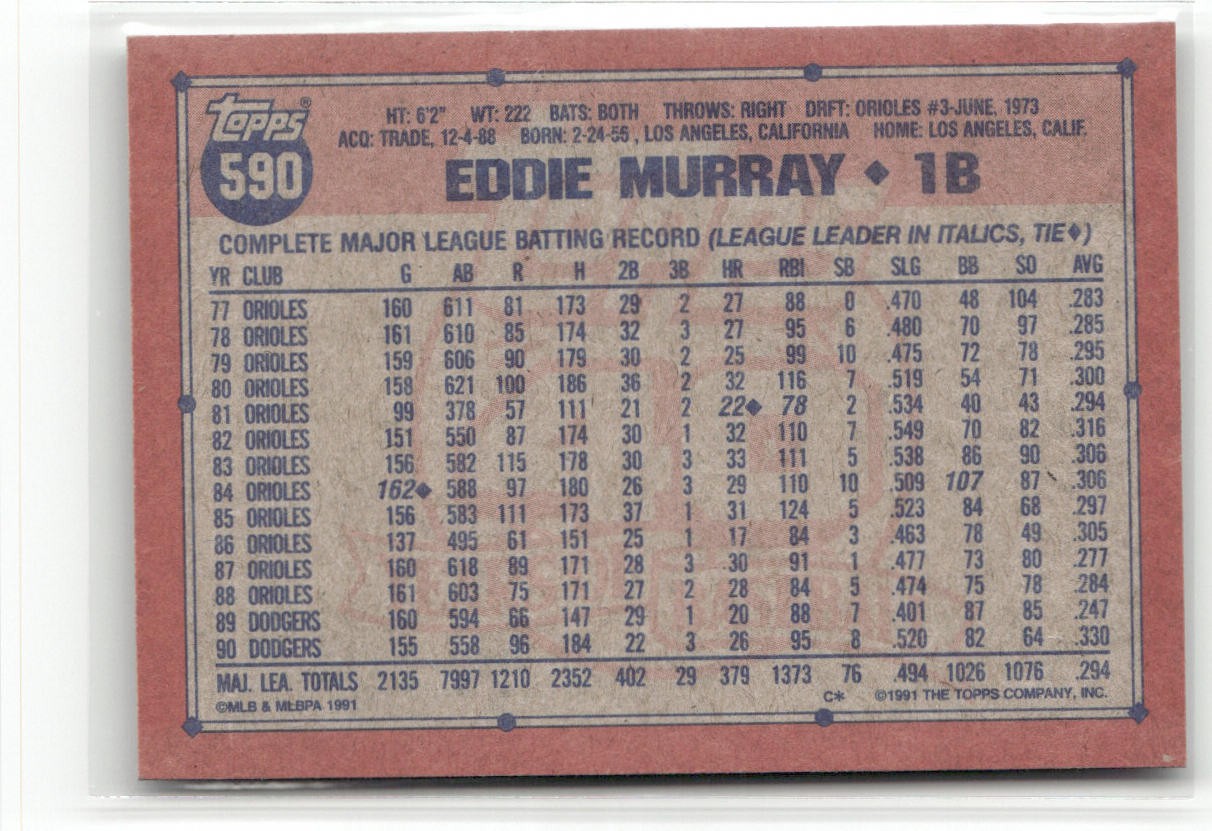 Topps®
590
HT: 6'2" WT: 222 BATS: BOTH THROWS: RIGHT DRFT: ORIOLES #3-JUNE, 1973
ACQ: TRADE, 12-4-88 BORN: 2-24-56, LOS ANGELES, CALIFORNIA HOME: LOS ANGELES, CALIF.
EDDIE MURRAY ◆ 1B
COMPLETE MAJOR LEAGUE BATTING RECORD (LEAGUE LEADER IN ITALICS, TIE◆)
YR CLUB G AB R H 2B 3B HR RBI SB SLG BB SO AVG
77 ORIOLES 160 611 81 173 29 2 27 88 0 .470 48 104 .283
78 ORIOLES 161 610 85 174 32 3 27 95 6 .480 70 97 .285
79 ORIOLES 159 606 90 179 30 2 25 99 10 .475 72 78 .295
80 ORIOLES 158 621 100 186 36 2 32 116 7 .519 54 71 .300
81 ORIOLES 99 378 57 111 21 2 22◆ 78 2 .534 40 43 .294
82 ORIOLES 151 550 87 174 30 1 32 110 7 .549 70 82 .316
83 ORIOLES 156 582 115 178 30 3 33 111 5 .538 86 90 .306
84 ORIOLES 162◆ 588 97 180 26 3 29 110 10 .509 107 87 .306
85 ORIOLES 156 583 111 173 37 1 31 124 5 .523 84 68 .297
86 ORIOLES 137 495 61 151 25 1 17 84 3 .463 78 49 .305
87 ORIOLES 160 618 89 171 28 3 30 91 1 .477 73 80 .277
88 ORIOLES 161 603 75 171 27 2 28 84 5 .474 75 78 .284
89 DODGERS 160 594 66 147 29 1 20 88 7 .401 87 85 .247
90 DODGERS 155 558 96 184 22 3 26 95 8 .520 82 64 .330
MAJ. LEA. TOTALS 2135 7997 1210 2352 402 29 379 1373 76 .494 1026 1076 .294
©MLB & MLBPA 1991 C* ©1991 THE TOPPS COMPANY, INC.